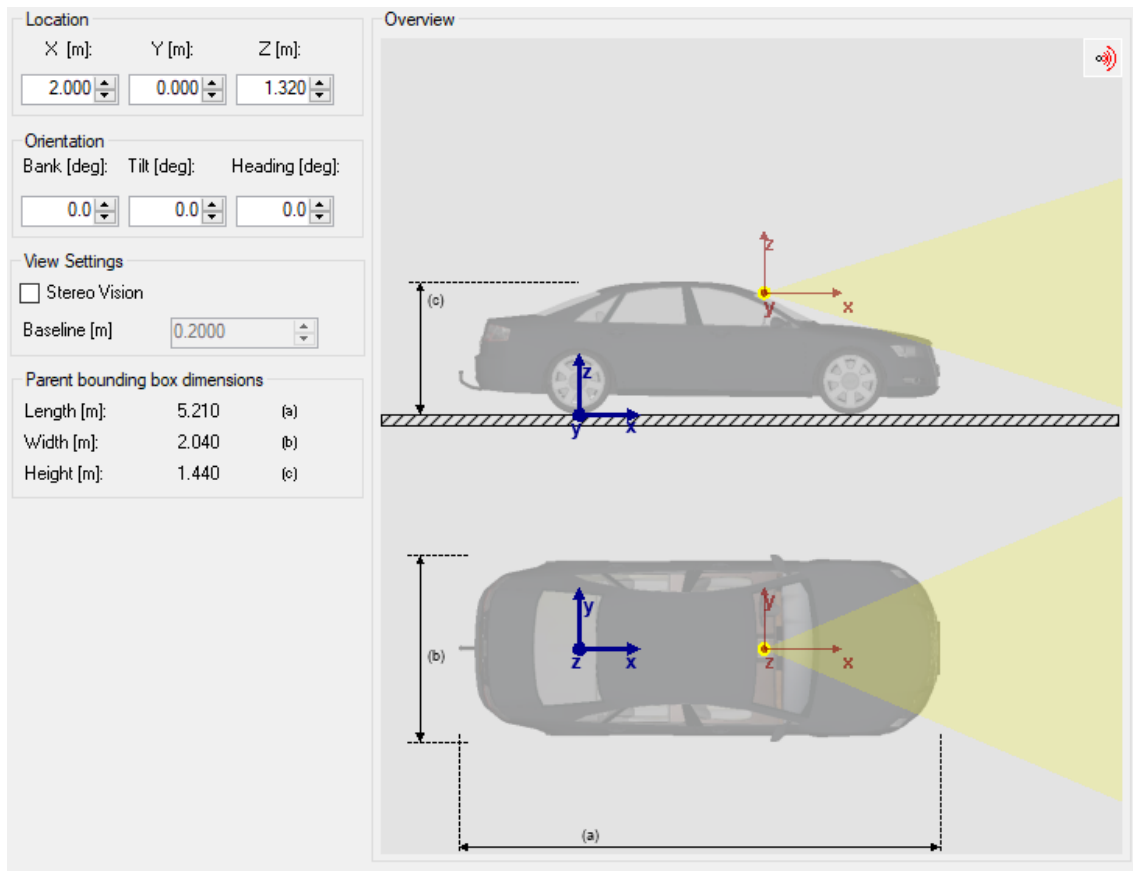 Location
X [m]: Y [m]: Z [m]:
2.000 0.000 1.320
Orientation
Bank [deg]: Tilt [deg]: Heading [deg]:
0.0 0.0 0.0
View Settings
Stereo Vision
Baseline [m] 0.2000
Parent bounding box dimensions
Length [m]: 5.210 (a)
Width [m]: 2.040 (b)
Height [m]: 1.440 (c)
Overview
z
(c)
y x
z
y x
y y
(b)
z x z x
(a)